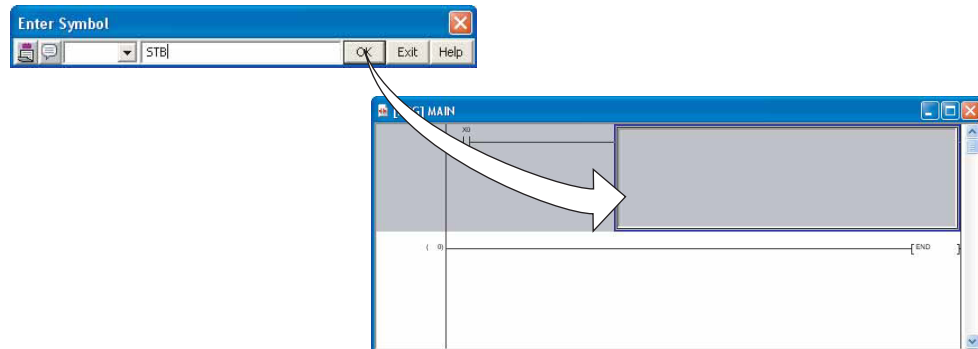 Enter Symbol
STB
OK Exit Help
MAIN
X0
( 0)
[ END ]